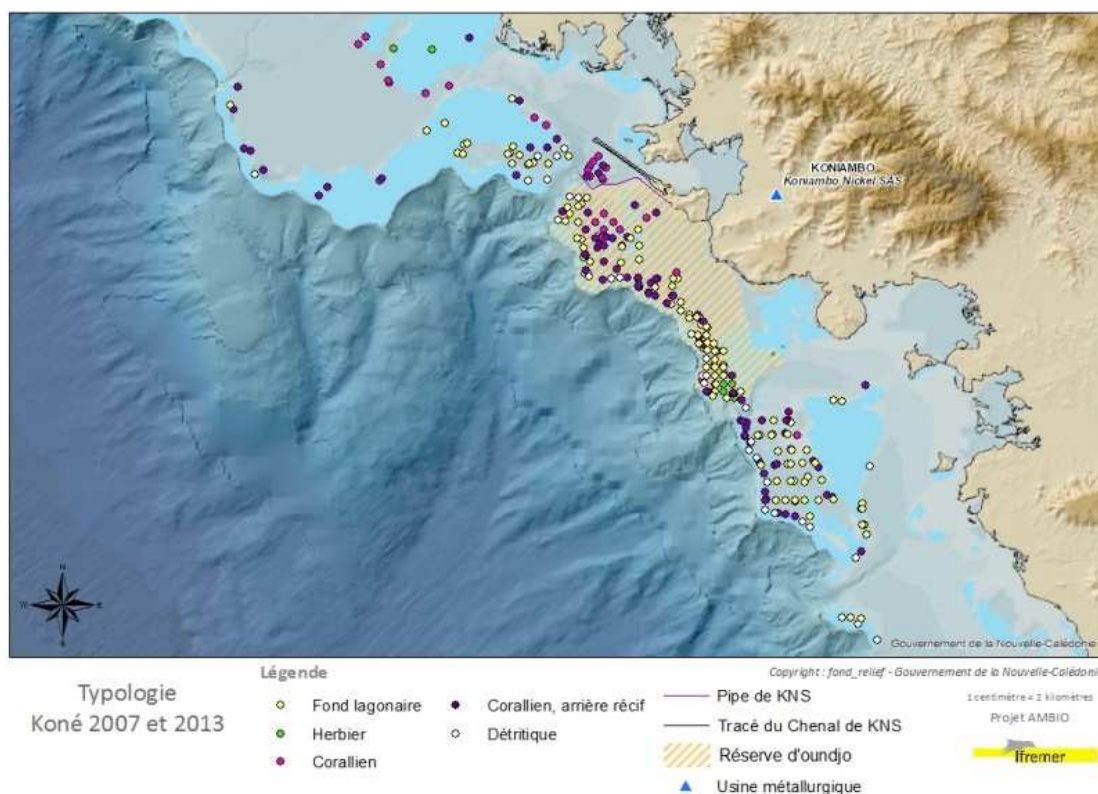 KONIAMBO
Koniambo Nickel SAS
N
W
E
S
Gouvernement de la Nouvelle-Calédonie
Copyright : fond_relief - Gouvernement de la Nouvelle-Calédonie
Typologie
Koné 2007 et 2013
Légende
Fond lagonaire
Herbier
Corallien
Corallien, arrière récif
Détritique
Pipe de KNS
Tracé du Chenal de KNS
Réserve d'oundjo
Usine métallurgique
1 centimètre = 2 kilomètres
Projet AMBIO
Ifremer